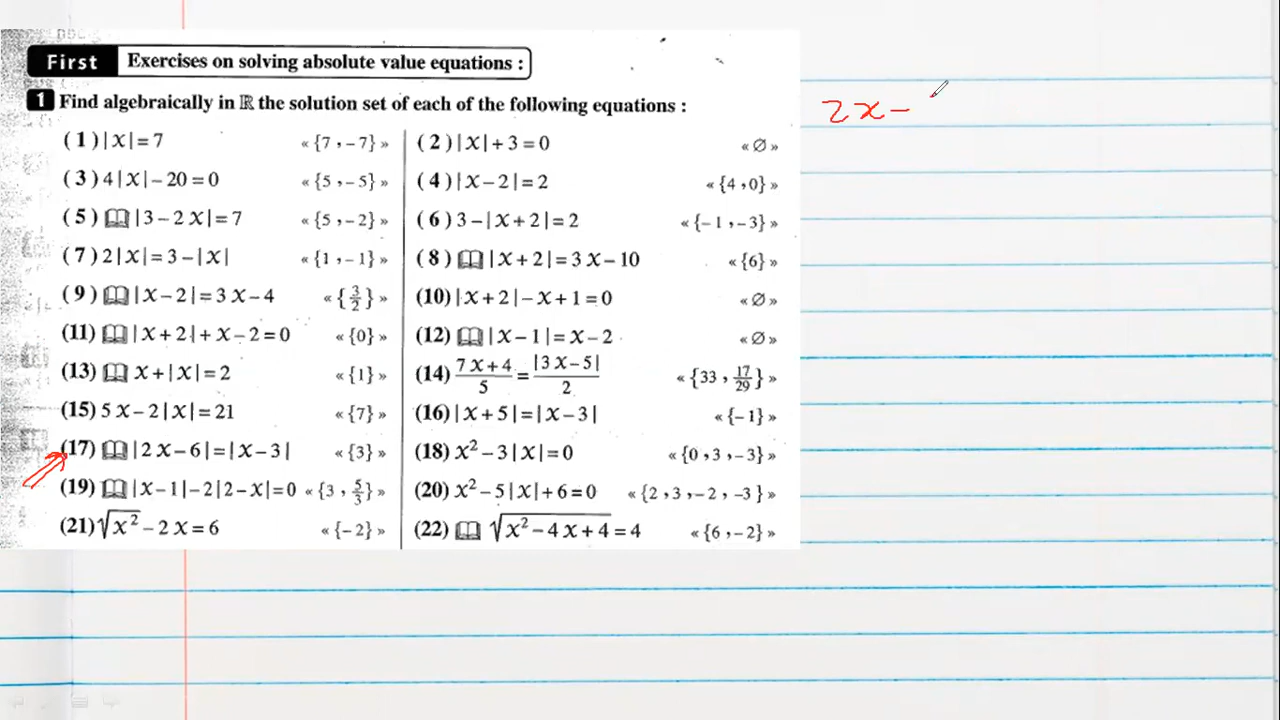 First Exercises on solving absolute value equations :
1 Find algebraically in ℝ the solution set of each of the following equations :
(1) |x| = 7 « {7 , -7} »
(2) |x| + 3 = 0 « ∅ »
(3) 4|x| - 20 = 0 « {5 , -5} »
(4) |x - 2| = 2 « {4 , 0} »
(5) |3 - 2x| = 7 « {5 , -2} »
(6) 3 - |x + 2| = 2 « {-1 , -3} »
(7) 2|x| = 3 - |x| « {1 , -1} »
(8) |x + 2| = 3x - 10 « {6} »
(9) |x - 2| = 3x - 4 « {3/2} »
(10) |x + 2| - x + 1 = 0 « ∅ »
(11) |x + 2| + x - 2 = 0 « {0} »
(12) |x - 1| = x - 2 « ∅ »
(13) x + |x| = 2 « {1} »
(14) (7x + 4)/5 = |3x - 5|/2 « {33 , 17/29} »
(15) 5x - 2|x| = 21 « {7} »
(16) |x + 5| = |x - 3| « {-1} »
(17) |2x - 6| = |x - 3| « {3} »
(18) x² - 3|x| = 0 « {0 , 3 , -3} »
(19) |x - 1| - 2|2 - x| = 0 « {3 , 5/3} »
(20) x² - 5|x| + 6 = 0 « {2 , 3 , -2 , -3} »
(21) √x² - 2x = 6 « {-2} »
(22) √x² - 4x + 4 = 4 « {6 , -2} »
2x -